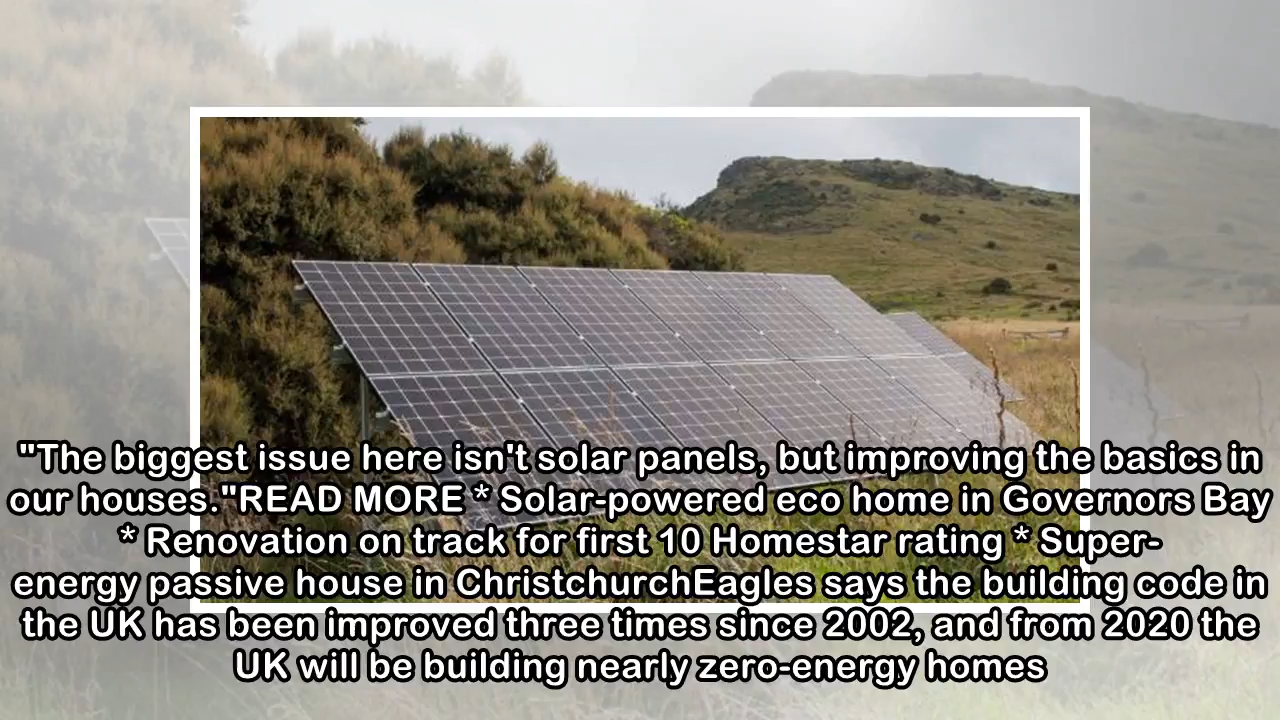 "The biggest issue here isn't solar panels, but improving the basics in
our houses."READ MORE * Solar-powered eco home in Governors Bay
* Renovation on track for first 10 Homestar rating * Super-
energy passive house in ChristchurchEagles says the building code in
the UK has been improved three times since 2002, and from 2020 the
UK will be building nearly zero-energy homes